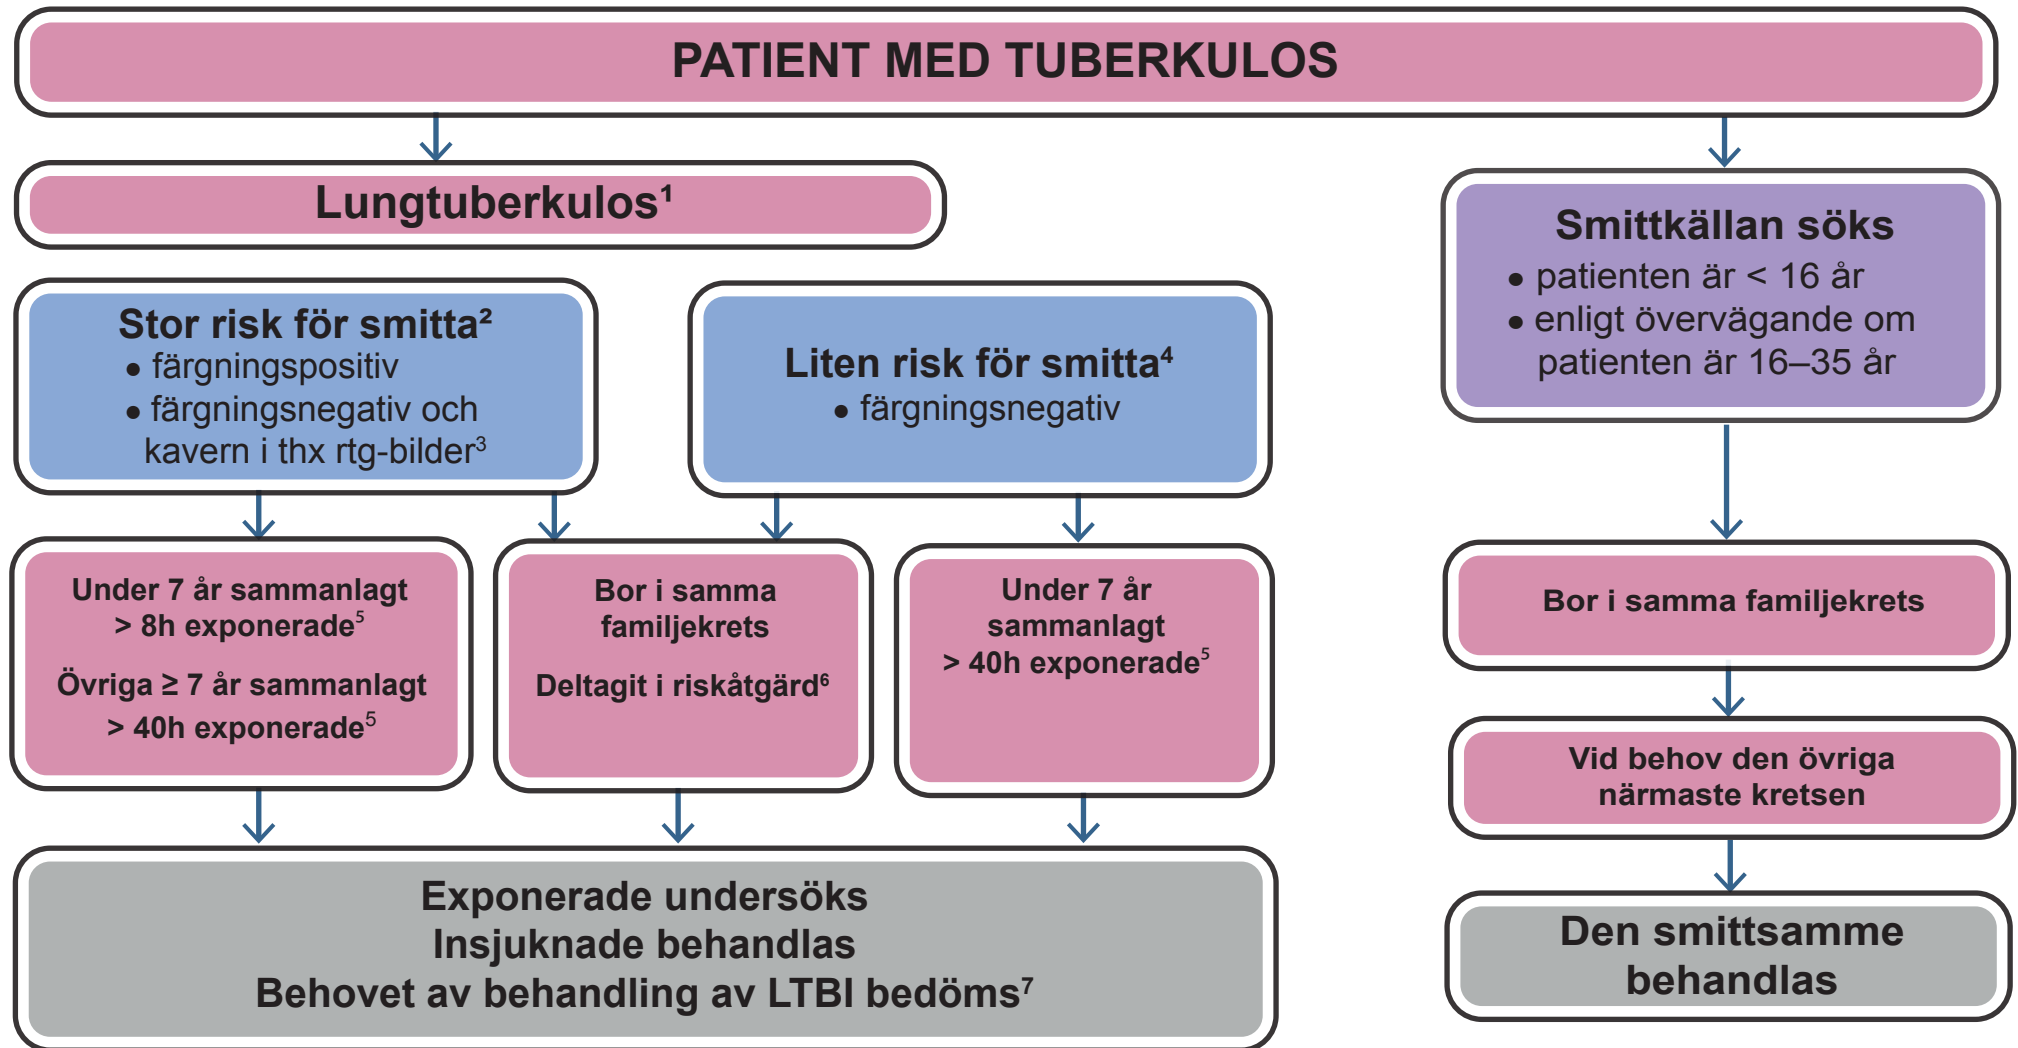 PATIENT MED TUBERKULOS
Lungtuberkulos¹
Stor risk för smitta²
• färgningspositiv
• färgningsnegativ och
kavern i thx rtg-bilder³
Liten risk för smitta⁴
• färgningsnegativ
Smittkällan söks
• patienten är < 16 år
• enligt övervägande om
patienten är 16–35 år
Under 7 år sammanlagt
> 8h exponerade⁵
Övriga ≥ 7 år sammanlagt
> 40h exponerade⁵
Bor i samma
familjekrets
Deltagit i riskåtgärd⁶
Under 7 år
sammanlagt
> 40h exponerade⁵
Bor i samma familjekrets
Vid behov den övriga
närmaste kretsen
Exponerade undersöks
Insjuknade behandlas
Behovet av behandling av LTBI bedöms⁷
Den smittsamme
behandlas